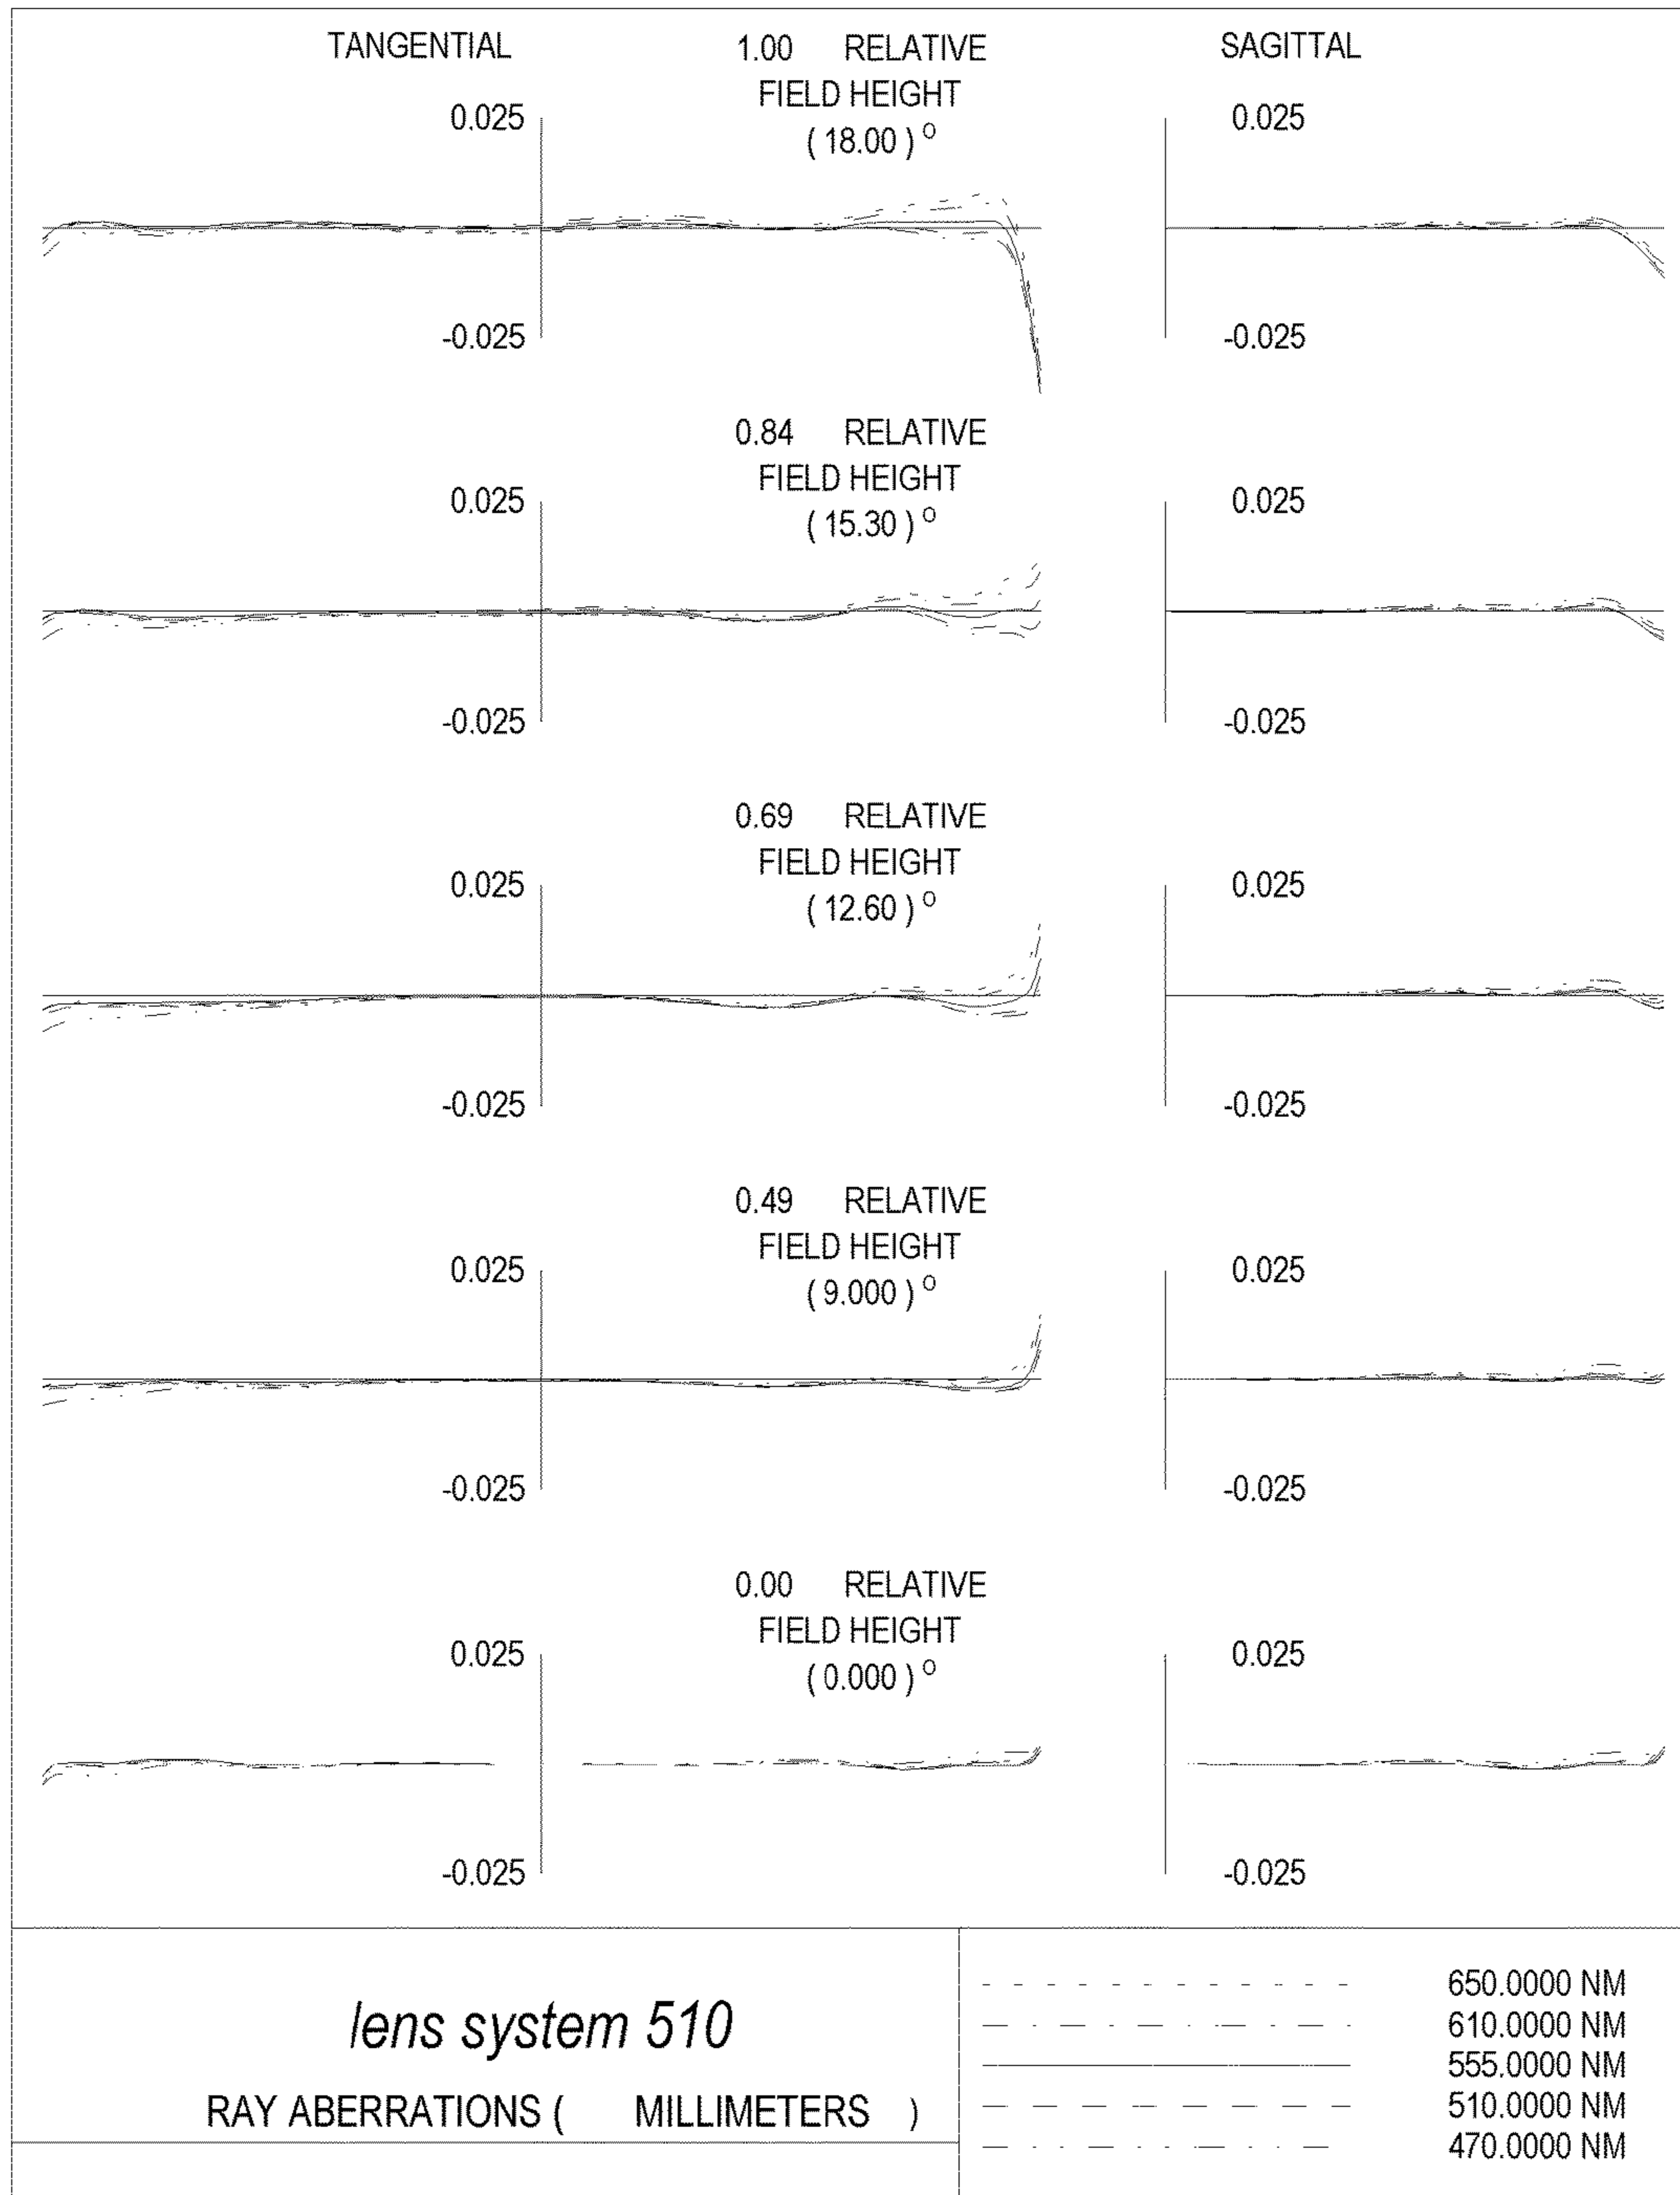 TANGENTIAL 1.00 RELATIVE SAGITTAL
FIELD HEIGHT
0.025 (18.00)° 0.025
-0.025 -0.025
0.84 RELATIVE
FIELD HEIGHT
0.025 (15.30)° 0.025
-0.025 -0.025
0.69 RELATIVE
FIELD HEIGHT
0.025 (12.60)° 0.025
-0.025 -0.025
0.49 RELATIVE
FIELD HEIGHT
0.025 (9.000)° 0.025
-0.025 -0.025
0.00 RELATIVE
FIELD HEIGHT
0.025 (0.000)° 0.025
-0.025 -0.025
lens system 510
RAY ABERRATIONS ( MILLIMETERS )
650.0000 NM
610.0000 NM
555.0000 NM
510.0000 NM
470.0000 NM